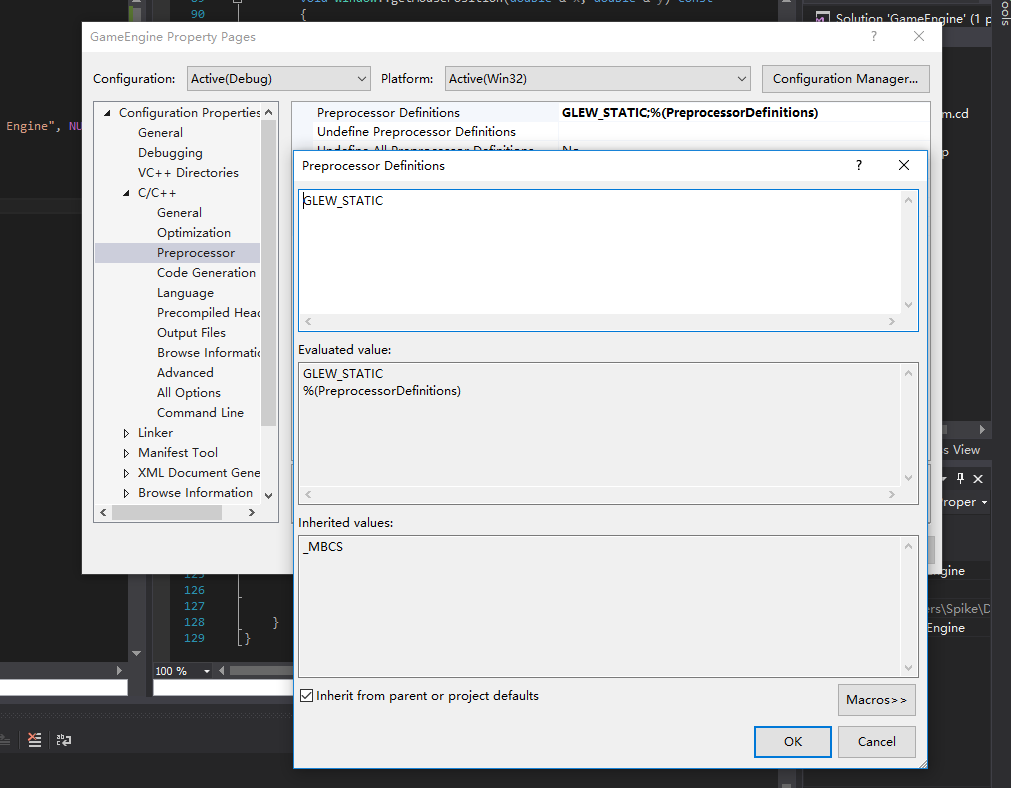 90
{
Solution 'GameEngine' (1 p
GameEngine Property Pages
?
Configuration:
Active(Debug)
Platform:
Active(Win32)
Configuration Manager...
Engine", NU
Configuration Properties
General
Debugging
VC++ Directories
C/C++
General
Optimization
Preprocessor
Code Generation
Language
Precompiled Head
Output Files
Browse Informatic
Advanced
All Options
Command Line
Linker
Manifest Tool
XML Document Gene
Browse Information
Preprocessor Definitions
GLEW_STATIC;%(PreprocessorDefinitions)
Undefine Preprocessor Definitions
Undefine All Preprocessor Definitions
No
m.cd
p
Preprocessor Definitions
?
GLEW_STATIC
Evaluated value:
GLEW_STATIC
%(PreprocessorDefinitions)
Inherited values:
_MBCS
Inherit from parent or project defaults
Macros>>
OK
Cancel
s View
roper
ngine
ers\Spike\D
Engine
125
126
127
128 }
129 }
100 %